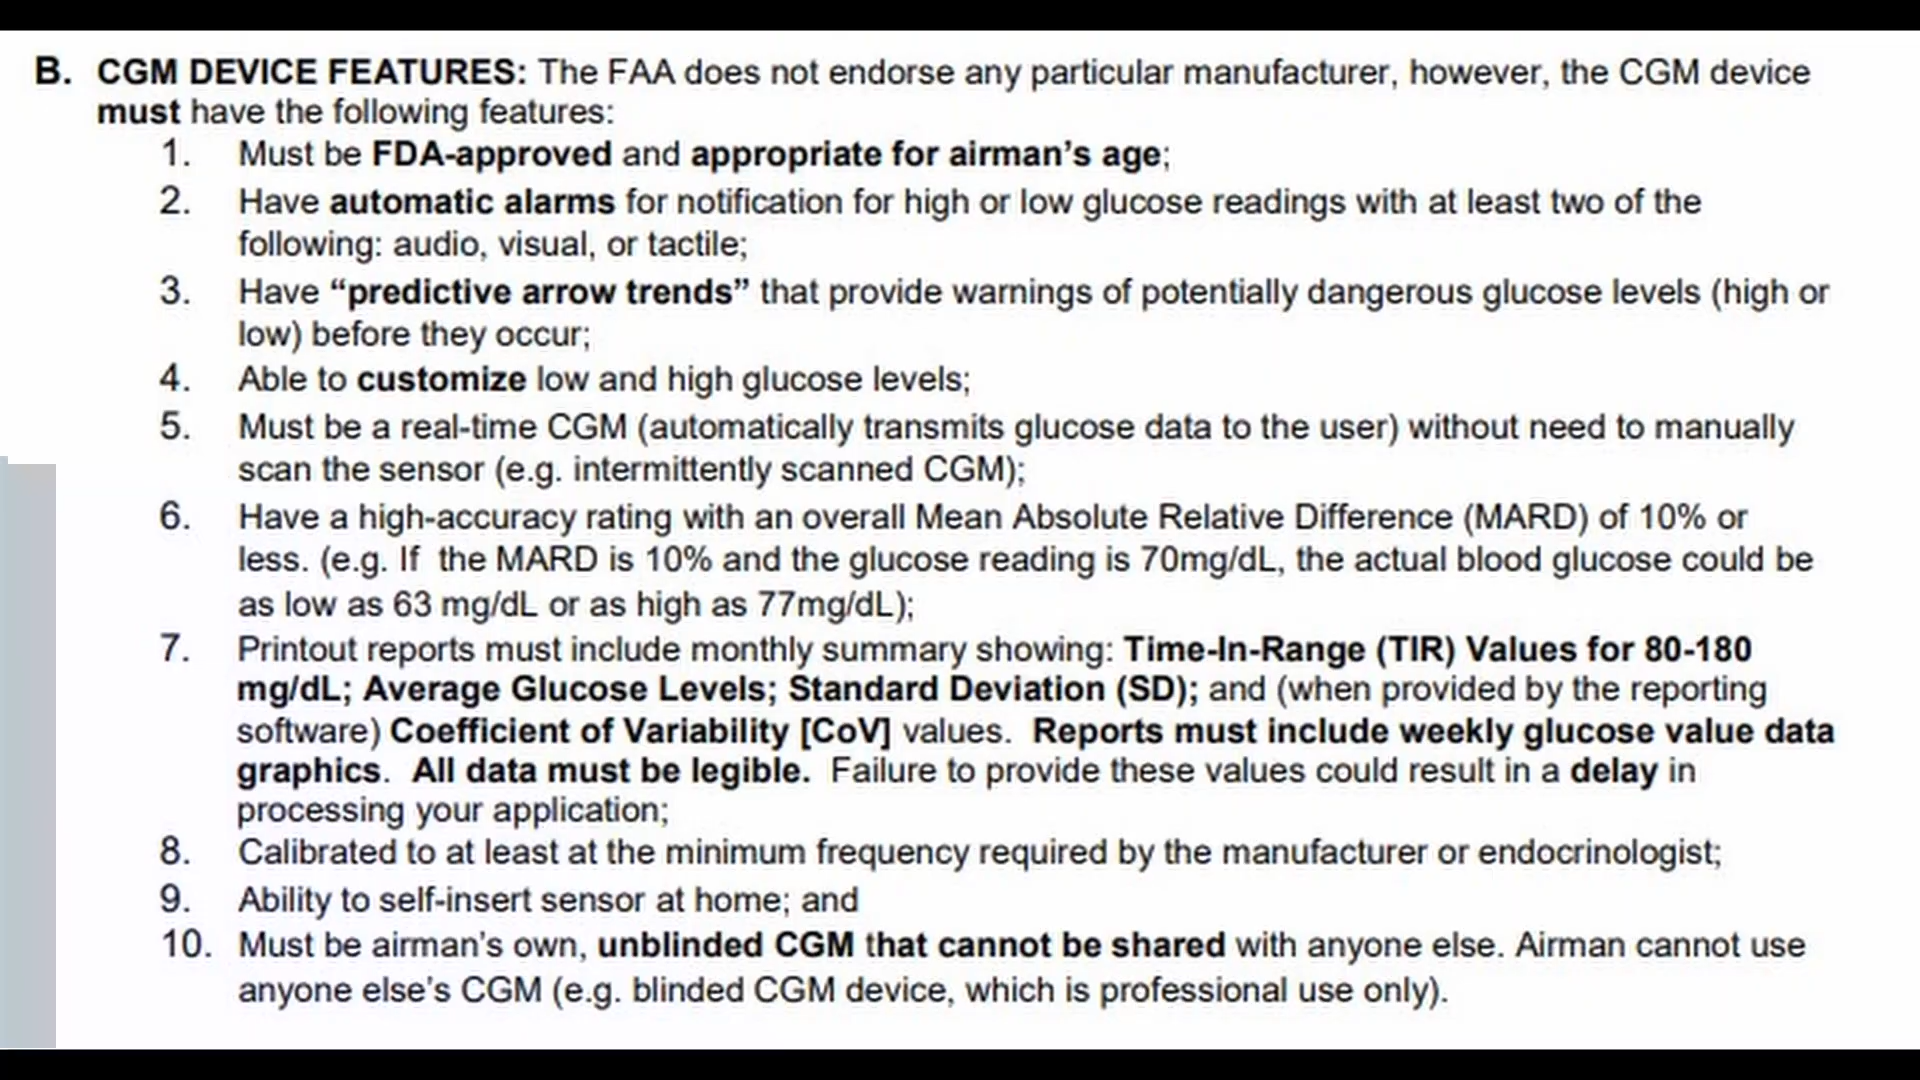 B. CGM DEVICE FEATURES: The FAA does not endorse any particular manufacturer, however, the CGM device
must have the following features:
1. Must be FDA-approved and appropriate for airman's age;
2. Have automatic alarms for notification for high or low glucose readings with at least two of the
following: audio, visual, or tactile;
3. Have “predictive arrow trends” that provide warnings of potentially dangerous glucose levels (high or
low) before they occur;
4. Able to customize low and high glucose levels;
5. Must be a real-time CGM (automatically transmits glucose data to the user) without need to manually
scan the sensor (e.g. intermittently scanned CGM);
6. Have a high-accuracy rating with an overall Mean Absolute Relative Difference (MARD) of 10% or
less. (e.g. If the MARD is 10% and the glucose reading is 70mg/dL, the actual blood glucose could be
as low as 63 mg/dL or as high as 77mg/dL);
7. Printout reports must include monthly summary showing: Time-In-Range (TIR) Values for 80-180
mg/dL; Average Glucose Levels; Standard Deviation (SD); and (when provided by the reporting
software) Coefficient of Variability [CoV] values. Reports must include weekly glucose value data
graphics. All data must be legible. Failure to provide these values could result in a delay in
processing your application;
8. Calibrated to at least at the minimum frequency required by the manufacturer or endocrinologist;
9. Ability to self-insert sensor at home; and
10. Must be airman's own, unblinded CGM that cannot be shared with anyone else. Airman cannot use
anyone else's CGM (e.g. blinded CGM device, which is professional use only).